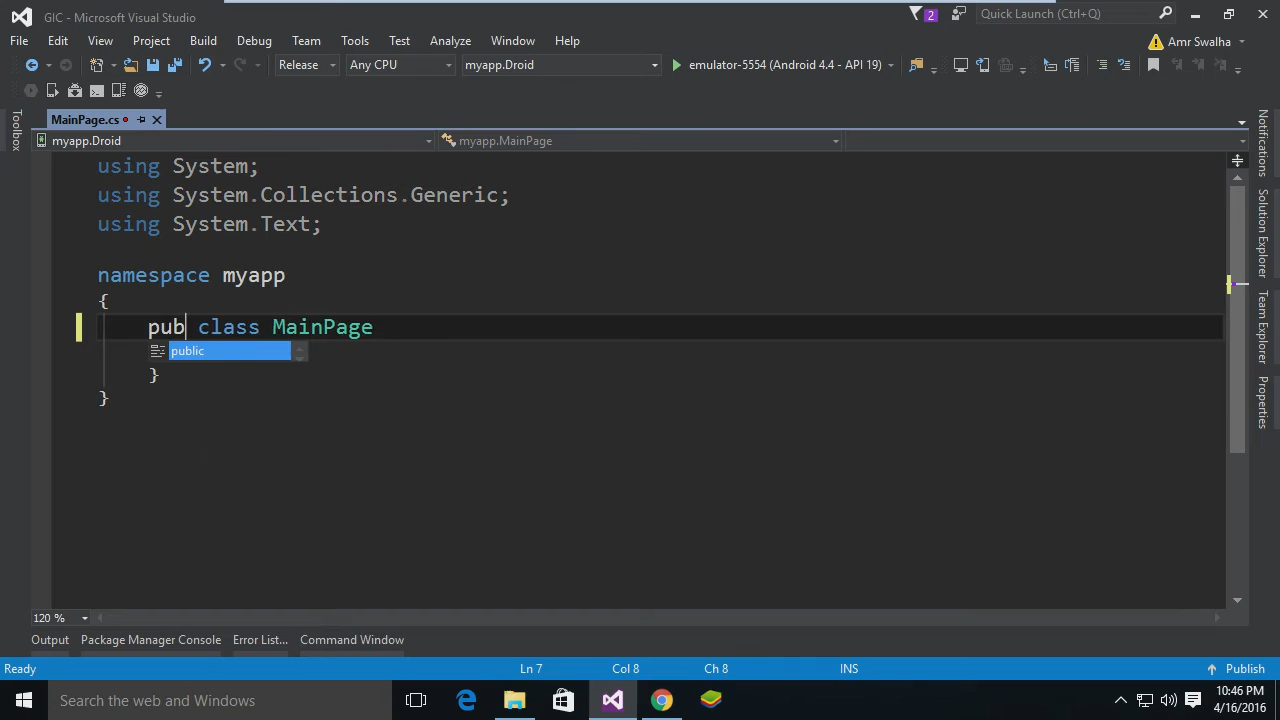 GIC - Microsoft Visual Studio
2
Quick Launch (Ctrl+Q)
File Edit View Project Build Debug Team Tools Test Analyze Window Help
Amr Swalha
Release Any CPU myapp.Droid emulator-5554 (Android 4.4 - API 19)
MainPage.cs
myapp.Droid myapp.MainPage
Toolbox
using System;
using System.Collections.Generic;
using System.Text;
namespace myapp
{
pub class MainPage
public
}
}
Notifications
Solution Explorer
Team Explorer
Properties
120 %
Output Package Manager Console Error List... Command Window
Ready Ln 7 Col 8 Ch 8 INS Publish
Search the web and Windows
10:46 PM
4/16/2016